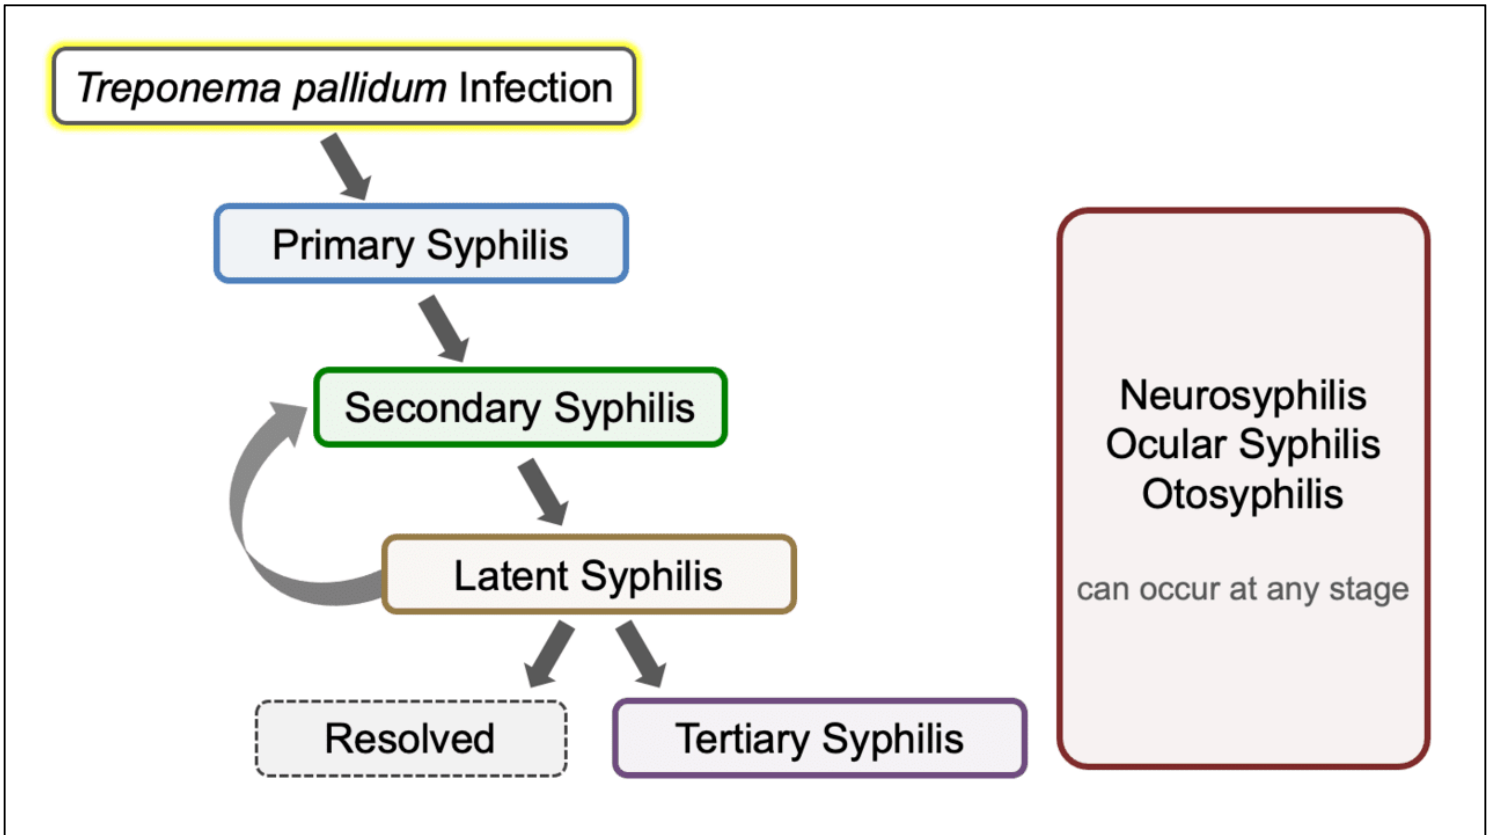 Treponema pallidum Infection
Primary Syphilis
Secondary Syphilis
Latent Syphilis
Resolved
Tertiary Syphilis
Neurosyphilis
Ocular Syphilis
Otosyphilis
can occur at any stage